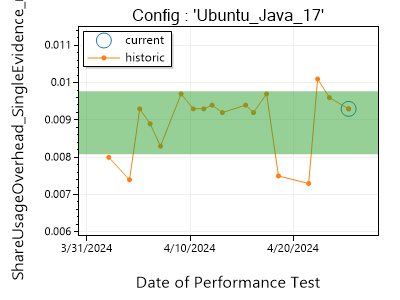 Config : 'Ubuntu_Java_17'
current
historic
0.011
0.01
0.009
0.008
0.007
0.006
3/31/2024
4/10/2024
4/20/2024
Date of Performance Test
ShareUsageOverhead_SingleEvidence_